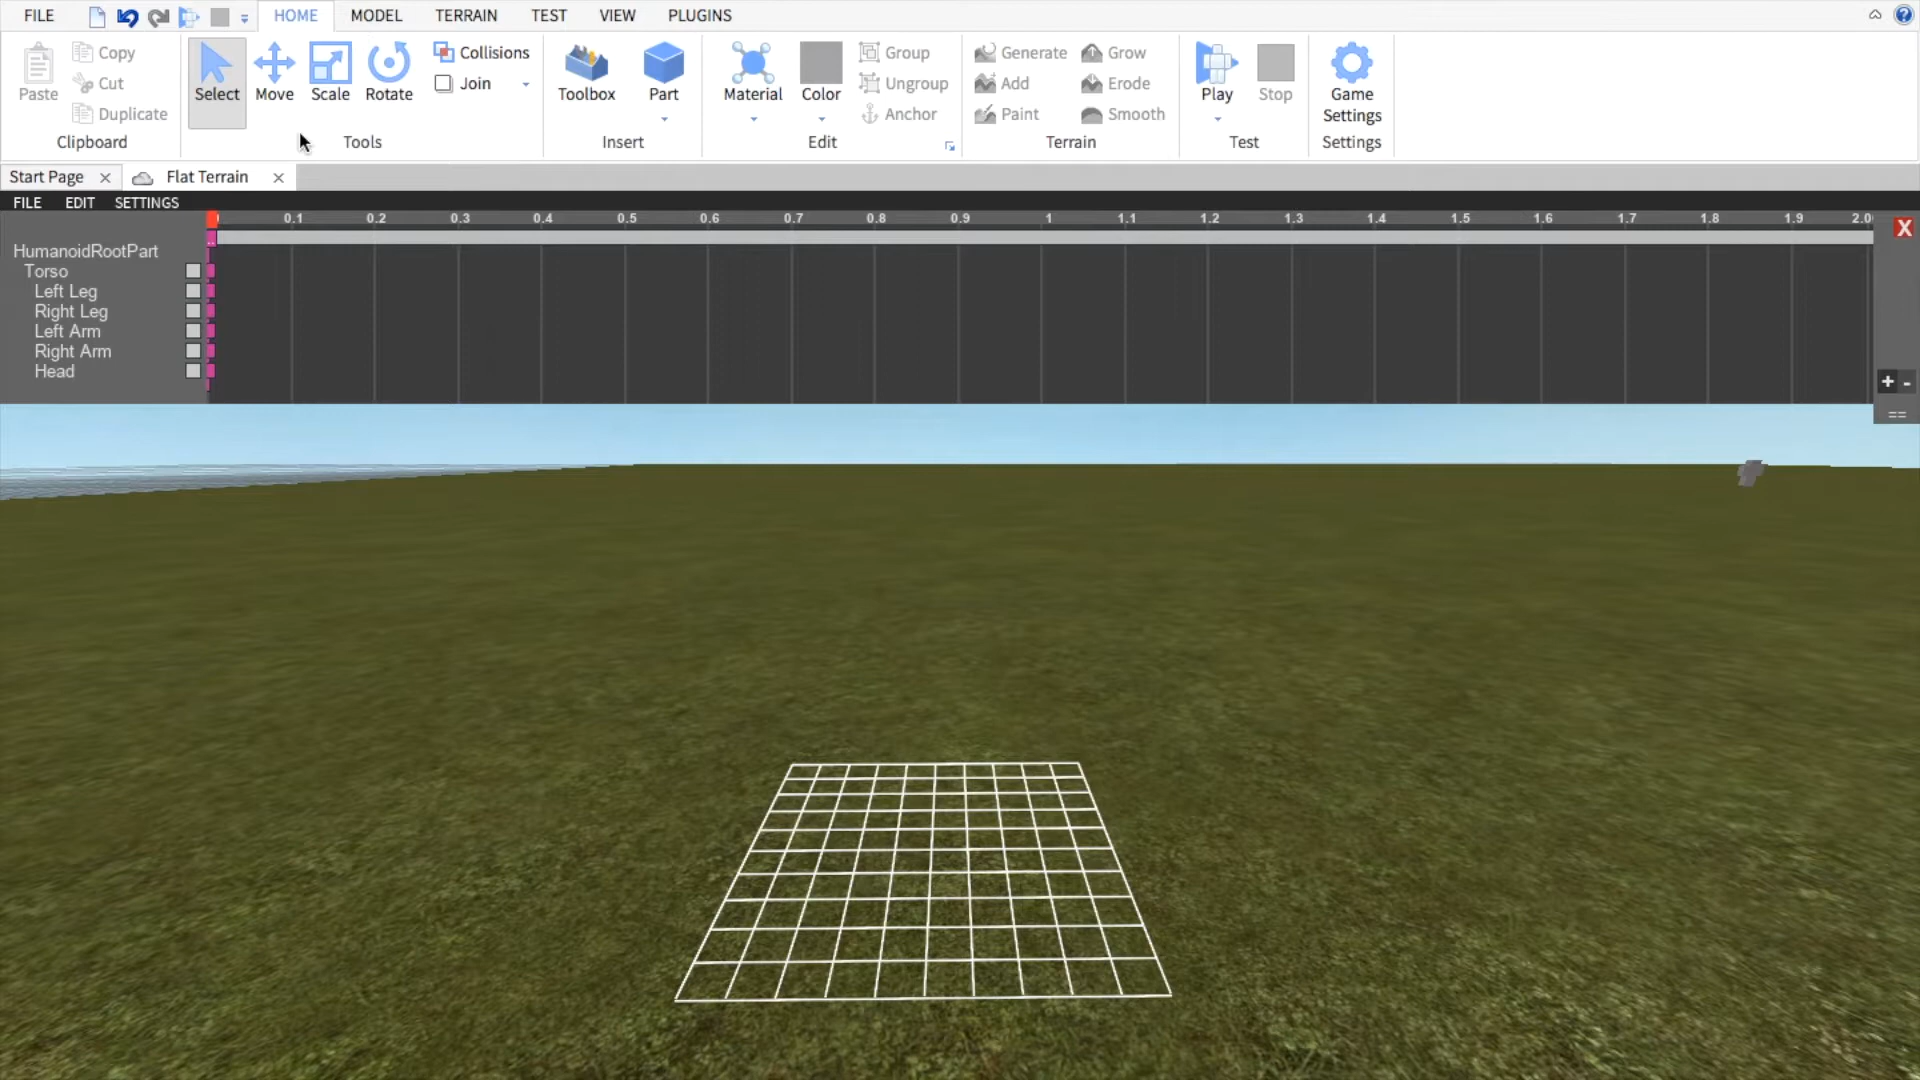 FILE HOME MODEL TERRAIN TEST VIEW PLUGINS
Paste Copy Cut Duplicate
Clipboard
Select Move Scale Rotate Collisions Join
Tools
Toolbox Part
Insert
Material Color Group Ungroup Anchor
Edit
Generate Grow
Add Erode
Paint Smooth
Terrain
Play Stop
Test
Game
Settings
Settings
Start Page Flat Terrain
FILE EDIT SETTINGS
0.1 0.2 0.3 0.4 0.5 0.6 0.7 0.8 0.9 1 1.1 1.2 1.3 1.4 1.5 1.6 1.7 1.8 1.9 2.0
X
HumanoidRootPart
Torso
Left Leg
Right Leg
Left Arm
Right Arm
Head
+ -
==